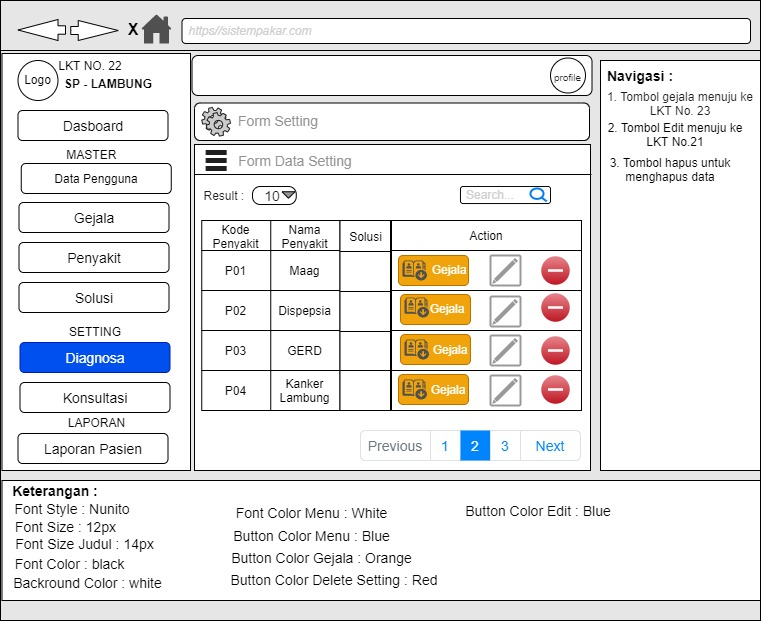 X
https//sistempakar.com
LKT NO. 22
Logo
SP - LAMBUNG
Dasboard
MASTER
Data Pengguna
Gejala
Penyakit
Solusi
SETTING
Diagnosa
Konsultasi
LAPORAN
Laporan Pasien
profile
Form Setting
Form Data Setting
Result :
10
Search...
Kode Penyakit
Nama Penyakit
Solusi
Action
P01
Maag
Gejala
P02
Dispepsia
Gejala
P03
GERD
Gejala
P04
Kanker Lambung
Gejala
Previous
1
2
3
Next
Navigasi :
1. Tombol gejala menuju ke
LKT No. 23
2. Tombol Edit menuju ke
LKT No.21
3. Tombol hapus untuk
menghapus data
Keterangan :
Font Style : Nunito
Font Size : 12px
Font Size Judul : 14px
Font Color : black
Backround Color : white
Font Color Menu : White
Button Color Menu : Blue
Button Color Gejala : Orange
Button Color Delete Setting : Red
Button Color Edit : Blue